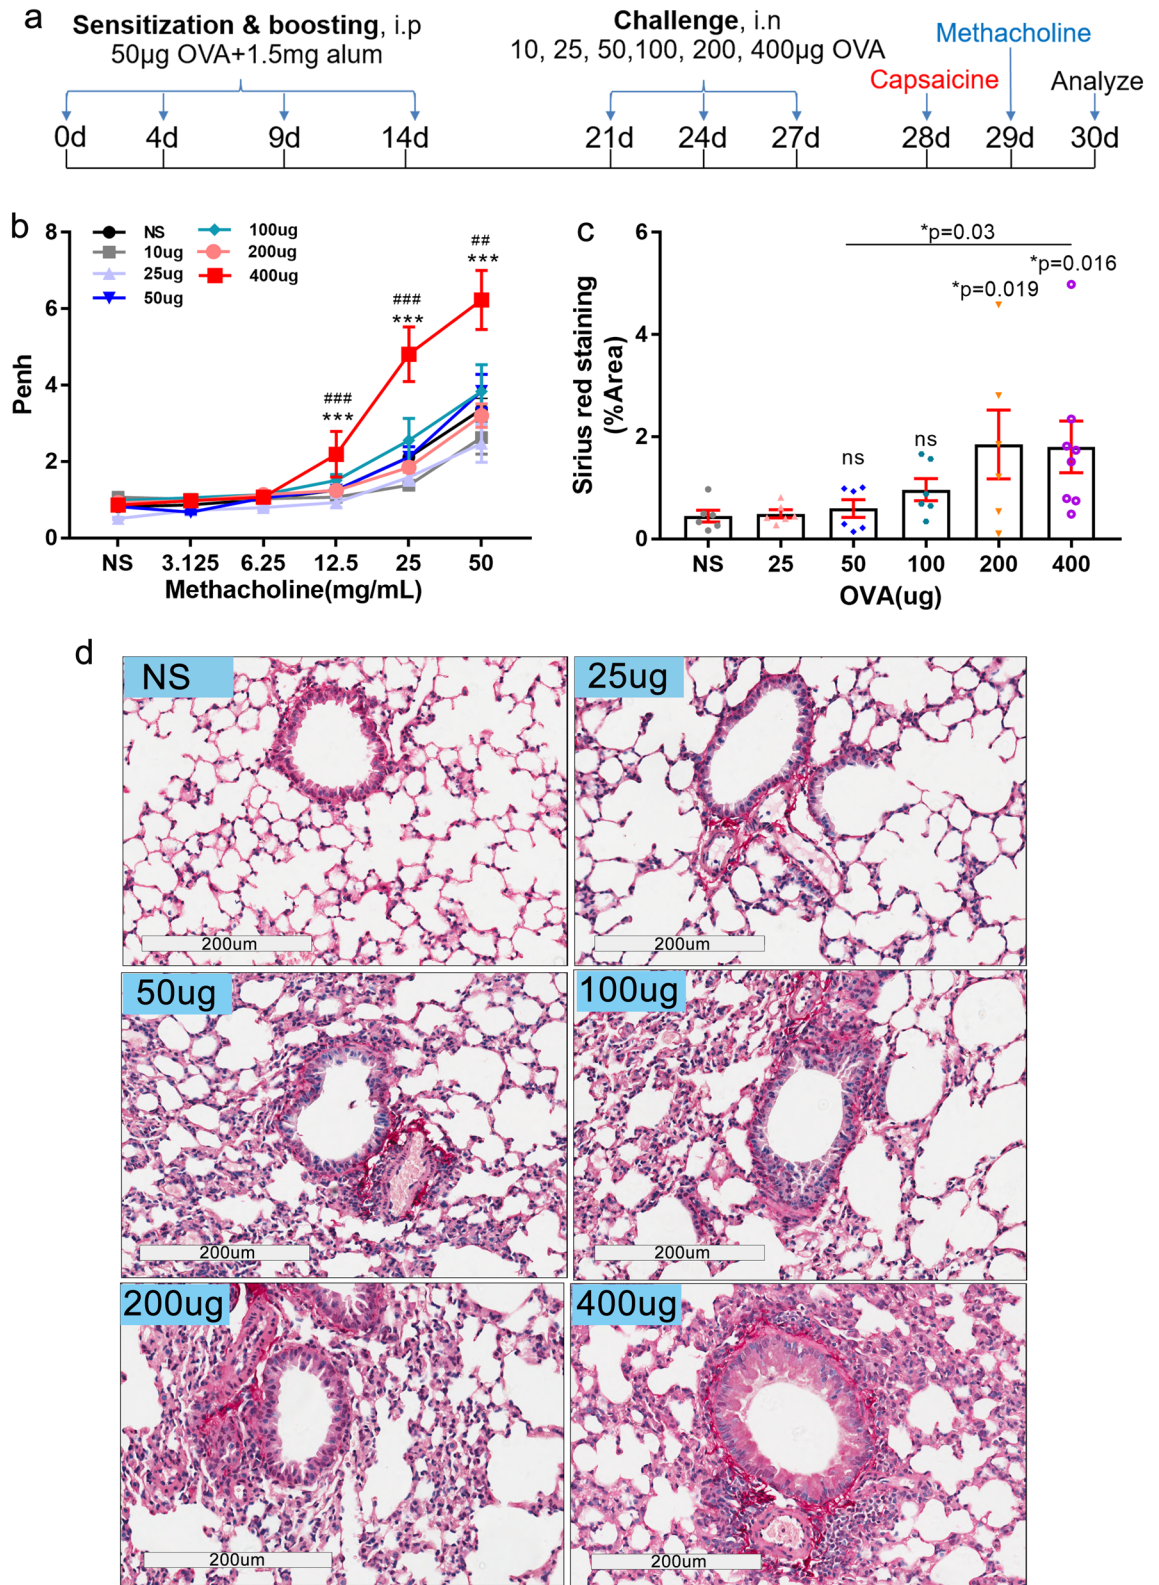 a
Sensitization & boosting, i.p
50µg OVA+1.5mg alum
Challenge, i.n
10, 25, 50,100, 200, 400µg OVA
Methacholine
Capsaicine
Analyze
0d 4d 9d 14d 21d 24d 27d 28d 29d 30d
b
NS
10ug
25ug
50ug
100ug
200ug
400ug
8
6
4
2
0
Penh
###
***
###
***
##
***
NS 3.125 6.25 12.5 25 50
Methacholine(mg/mL)
c
6
4
2
0
Sirius red staining
(%Area)
*p=0.03
*p=0.016
*p=0.019
ns
ns
NS 25 50 100 200 400
OVA(ug)
d
NS
200um
25ug
200um
50ug
200um
100ug
200um
200ug
200um
400ug
200um